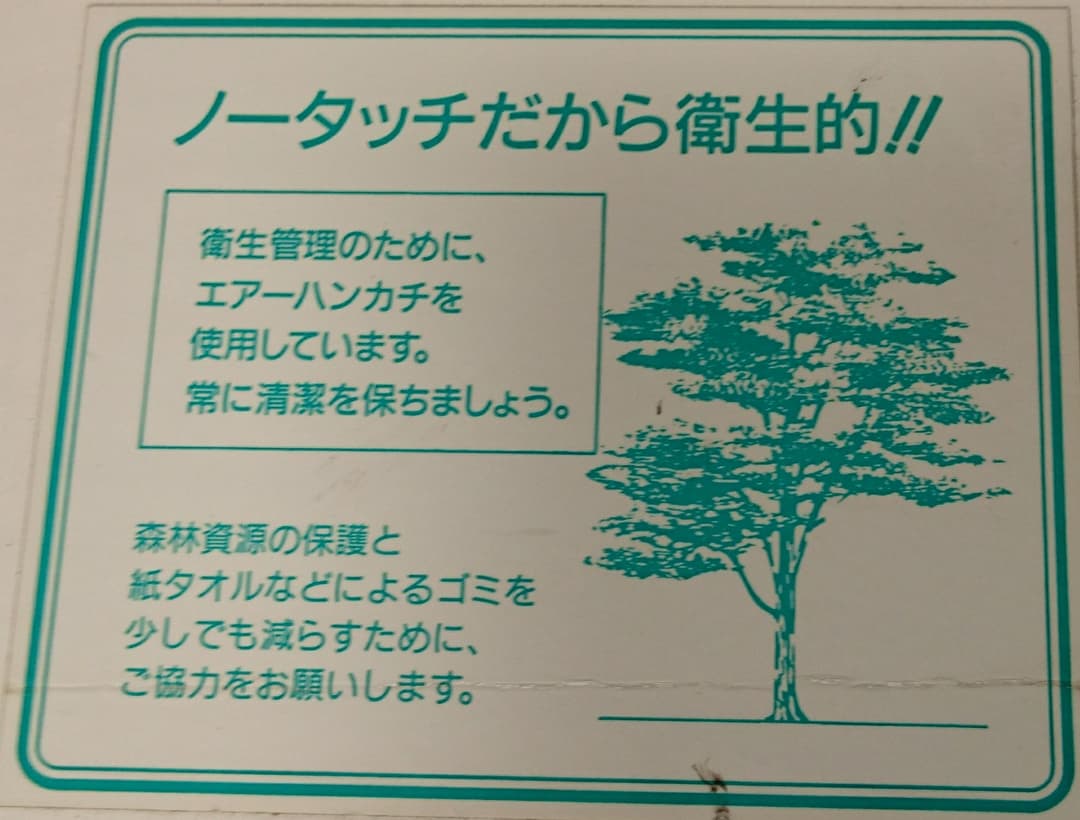 ノータッチだから衛生的!!
衛生管理のために、
エアーハンカチを
使用しています。
常に清潔を保ちましょう。
森林資源の保護と
紙タオルなどによるゴミを
少しでも減らすために、
ご協力をお願いします。